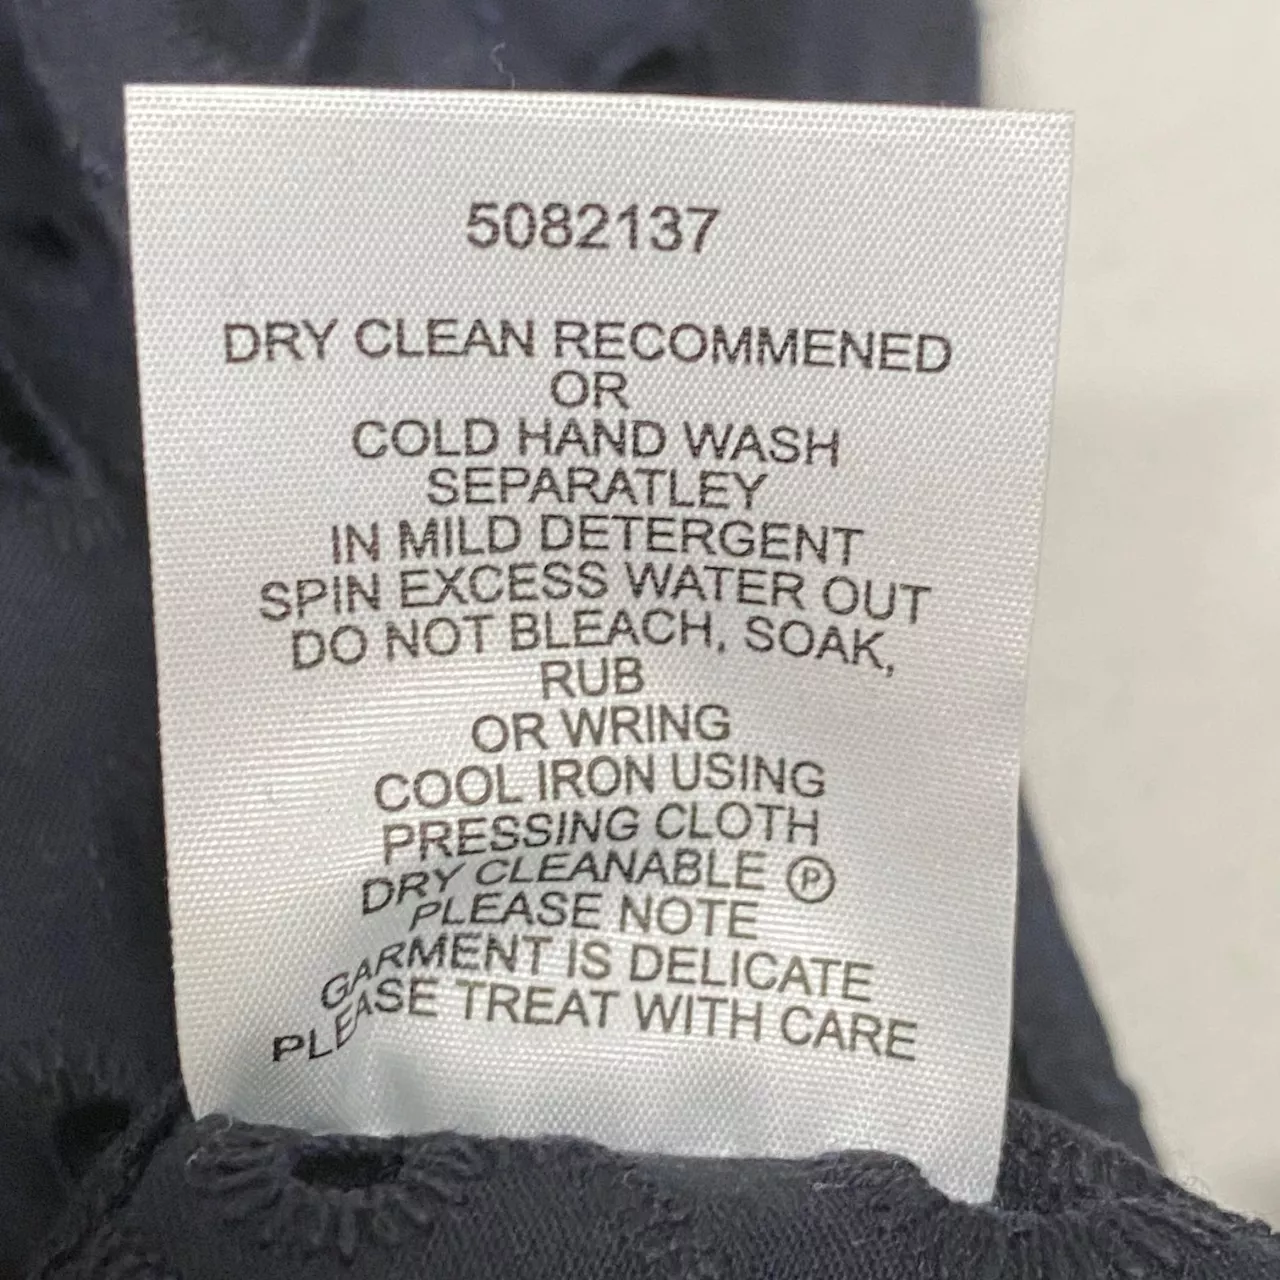 5082137
DRY CLEAN RECOMMENED
OR
COLD HAND WASH
SEPARATLEY
IN MILD DETERGENT
SPIN EXCESS WATER OUT
DO NOT BLEACH, SOAK,
RUB
OR WRING
COOL IRON USING
PRESSING CLOTH
DRY CLEANABLE Ⓟ
PLEASE NOTE
GARMENT IS DELICATE
PLEASE TREAT WITH CARE